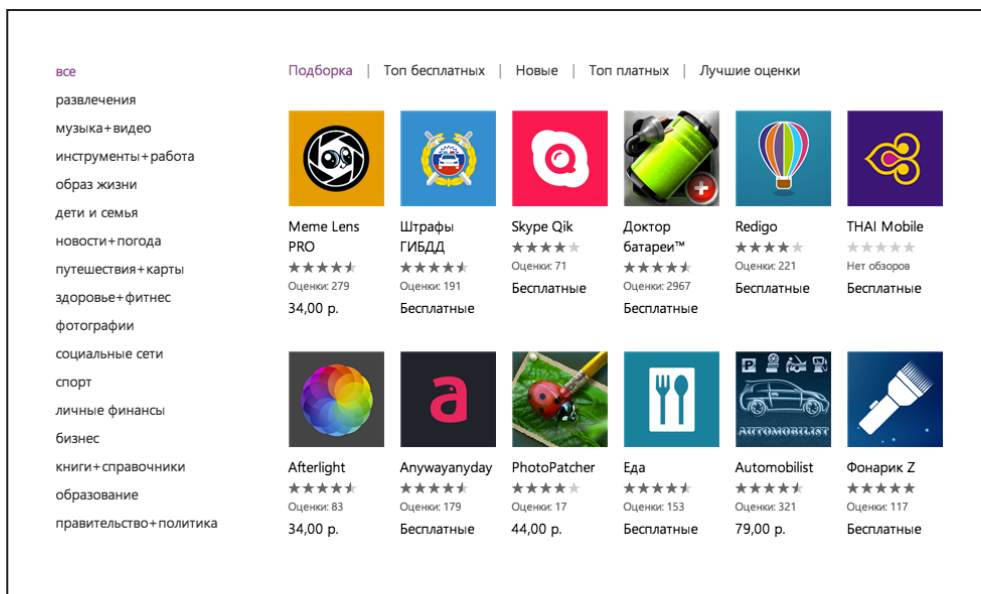 все
развлечения
музыка+видео
инструменты+работа
образ жизни
дети и семья
новости+погода
путешествия+карты
здоровье+фитнес
фотографии
социальные сети
спорт
личные финансы
бизнес
книги+справочники
образование
правительство+политика
Подборка | Топ бесплатных | Новые | Топ платных | Лучшие оценки
Meme Lens
PRO
Оценки: 279
34,00 р.
Штрафы
ГИБДД
Оценки: 191
Бесплатные
Skype Qik
Оценки: 71
Бесплатные
Доктор
батареи™
Оценки: 2967
Бесплатные
Redigo
Оценки: 221
Бесплатные
THAI Mobile
Нет обзоров
Бесплатные
Afterlight
Оценки: 83
34,00 р.
a
Anywayanyday
Оценки: 179
Бесплатные
PhotoPatcher
Оценки: 17
44,00 р.
Еда
Оценки: 153
Бесплатные
P
AUTOMOBILIST
Automobilist
Оценки: 321
79,00 р.
Фонарик Z
Оценки: 117
Бесплатные